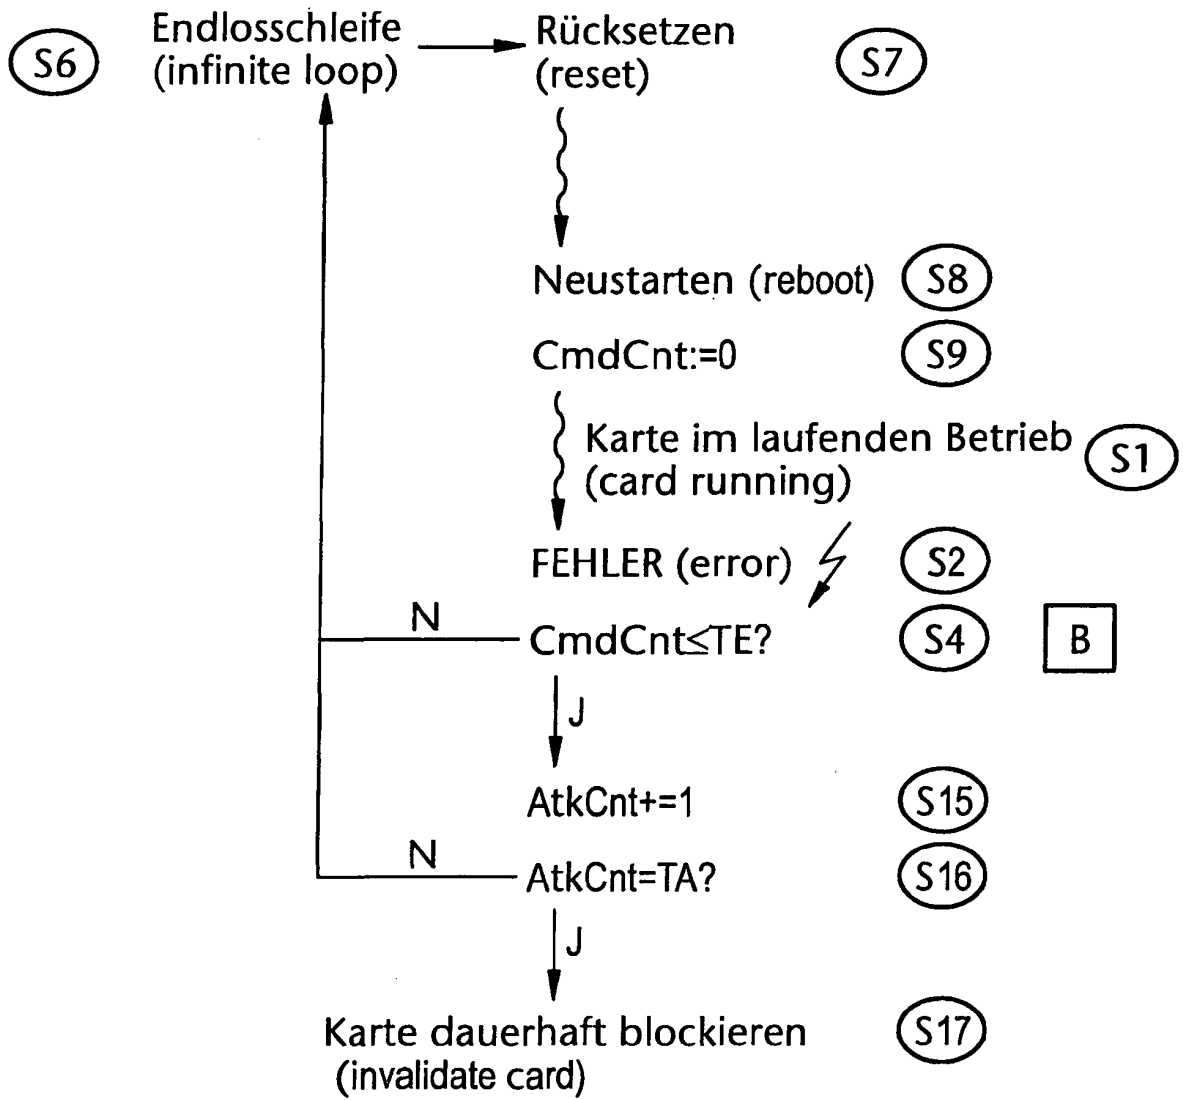 S6 Endlosschleife Rücksetzen S7
(infinite loop) (reset)
Neustarten (reboot) S8
CmdCnt:=0 S9
Karte im laufenden Betrieb S1
(card running)
FEHLER (error) S2
N
CmdCnt≤TE? S4 B
J
AtkCnt+=1 S15
N
AtkCnt=TA? S16
J
Karte dauerhaft blockieren S17
(invalidate card)